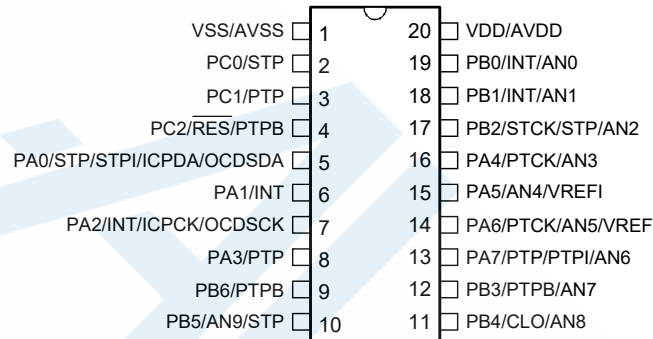 VSS/AVSS 1 20 VDD/AVDD
PC0/STP 2 19 PB0/INT/AN0
PC1/PTP 3 18 PB1/INT/AN1
PC2/RES/PTPB 4 17 PB2/STCK/STP/AN2
PA0/STP/STPI/ICPDA/OCDSDA 5 16 PA4/PTCK/AN3
PA1/INT 6 15 PA5/AN4/VREFI
PA2/INT/ICPCK/OCDSCK 7 14 PA6/PTCK/AN5/VREF
PA3/PTP 8 13 PA7/PTP/PTPI/AN6
PB6/PTPB 9 12 PB3/PTPB/AN7
PB5/AN9/STP 10 11 PB4/CLO/AN8